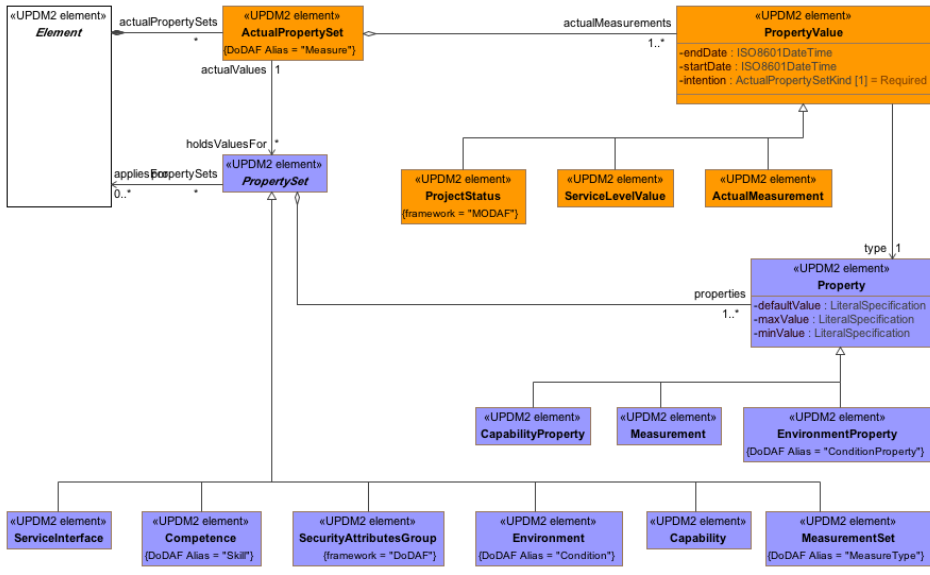 «UPDM2 element»
Element
actualPropertySets
*
«UPDM2 element»
ActualPropertySet
{DoDAF Alias = "Measure"}
actualMeasurements
1..*
«UPDM2 element»
PropertyValue
-endDate : ISO8601DateTime
-startDate : ISO8601DateTime
-intention : ActualPropertySetKind [1] = Required
actualValues
1
holdsValuesFor
*
appliesFor
PropertySets
0..*
*
«UPDM2 element»
PropertySet
«UPDM2 element»
ProjectStatus
{framework = "MODAF"}
«UPDM2 element»
ServiceLevelValue
«UPDM2 element»
ActualMeasurement
type
1
properties
1..*
«UPDM2 element»
Property
-defaultValue : LiteralSpecification
-maxValue : LiteralSpecification
-minValue : LiteralSpecification
«UPDM2 element»
CapabilityProperty
«UPDM2 element»
Measurement
«UPDM2 element»
EnvironmentProperty
{DoDAF Alias = "ConditionProperty"}
«UPDM2 element»
ServiceInterface
«UPDM2 element»
Competence
{DoDAF Alias = "Skill"}
«UPDM2 element»
SecurityAttributesGroup
{framework = "DoDAF"}
«UPDM2 element»
Environment
{DoDAF Alias = "Condition"}
«UPDM2 element»
Capability
«UPDM2 element»
MeasurementSet
{DoDAF Alias = "MeasureType"}